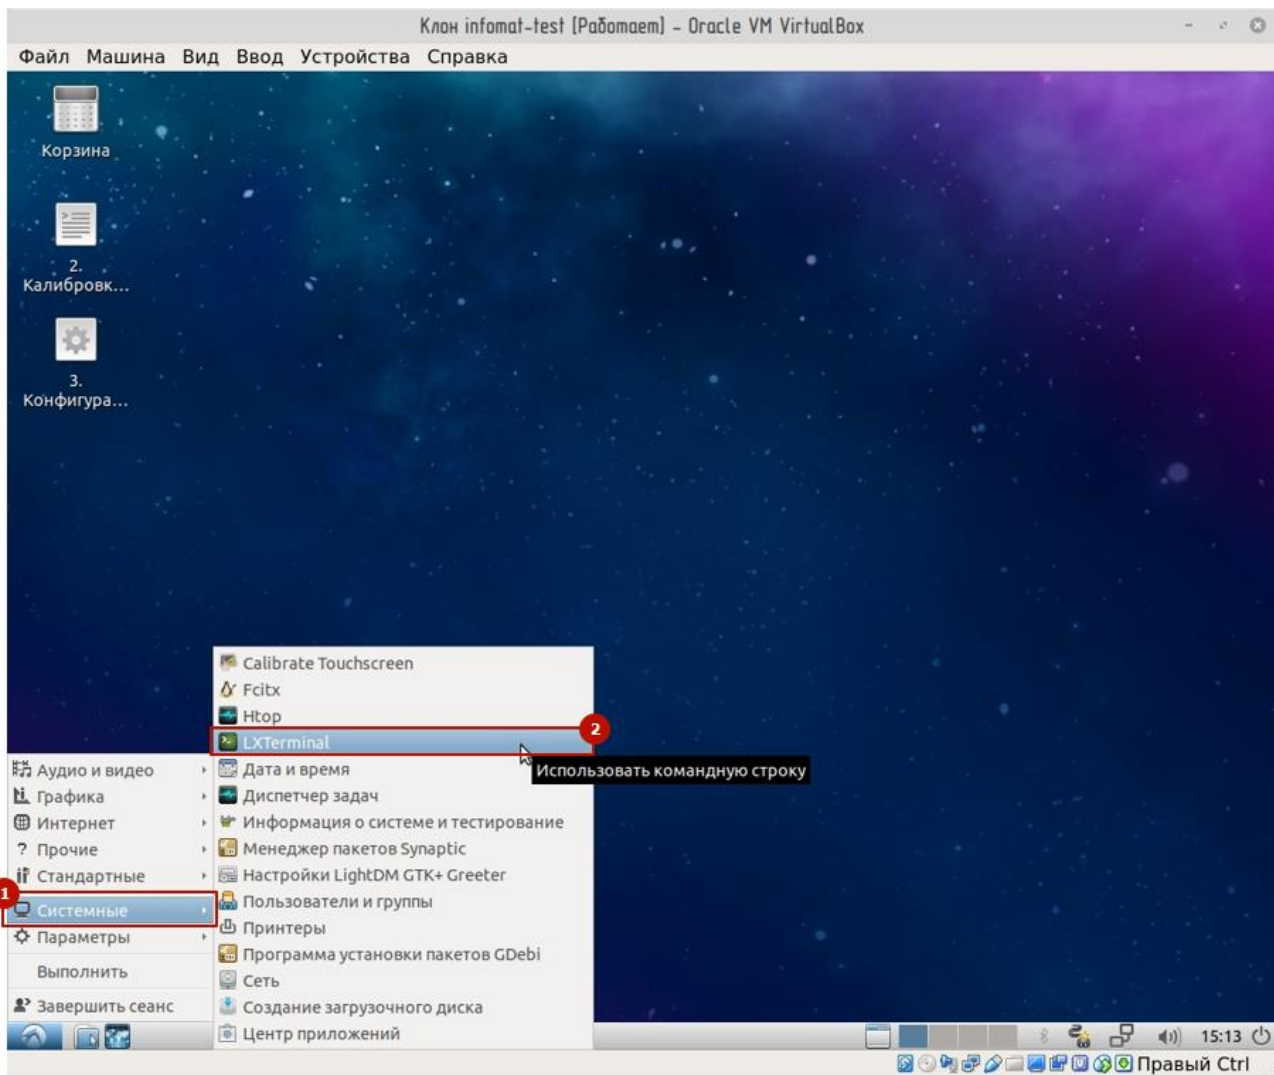 Клон infomat-test [Работает] - Oracle VM VirtualBox
Файл Машина Вид Ввод Устройства Справка
Корзина
2.
Калибровк...
3.
Конфигура...
Calibrate Touchscreen
Fcitx
Htop
LXTerminal
2
Использовать командную строку
Дата и время
Диспетчер задач
Информация о системе и тестирование
Менеджер пакетов Synaptic
Настройки LightDM GTK+ Greeter
Пользователи и группы
Принтеры
Программа установки пакетов GDebi
Сеть
Создание загрузочного диска
Центр приложений
Аудио и видео
Графика
Интернет
Прочие
Стандартные
1
Системные
Параметры
Выполнить
Завершить сеанс
15:13
Правый Ctrl